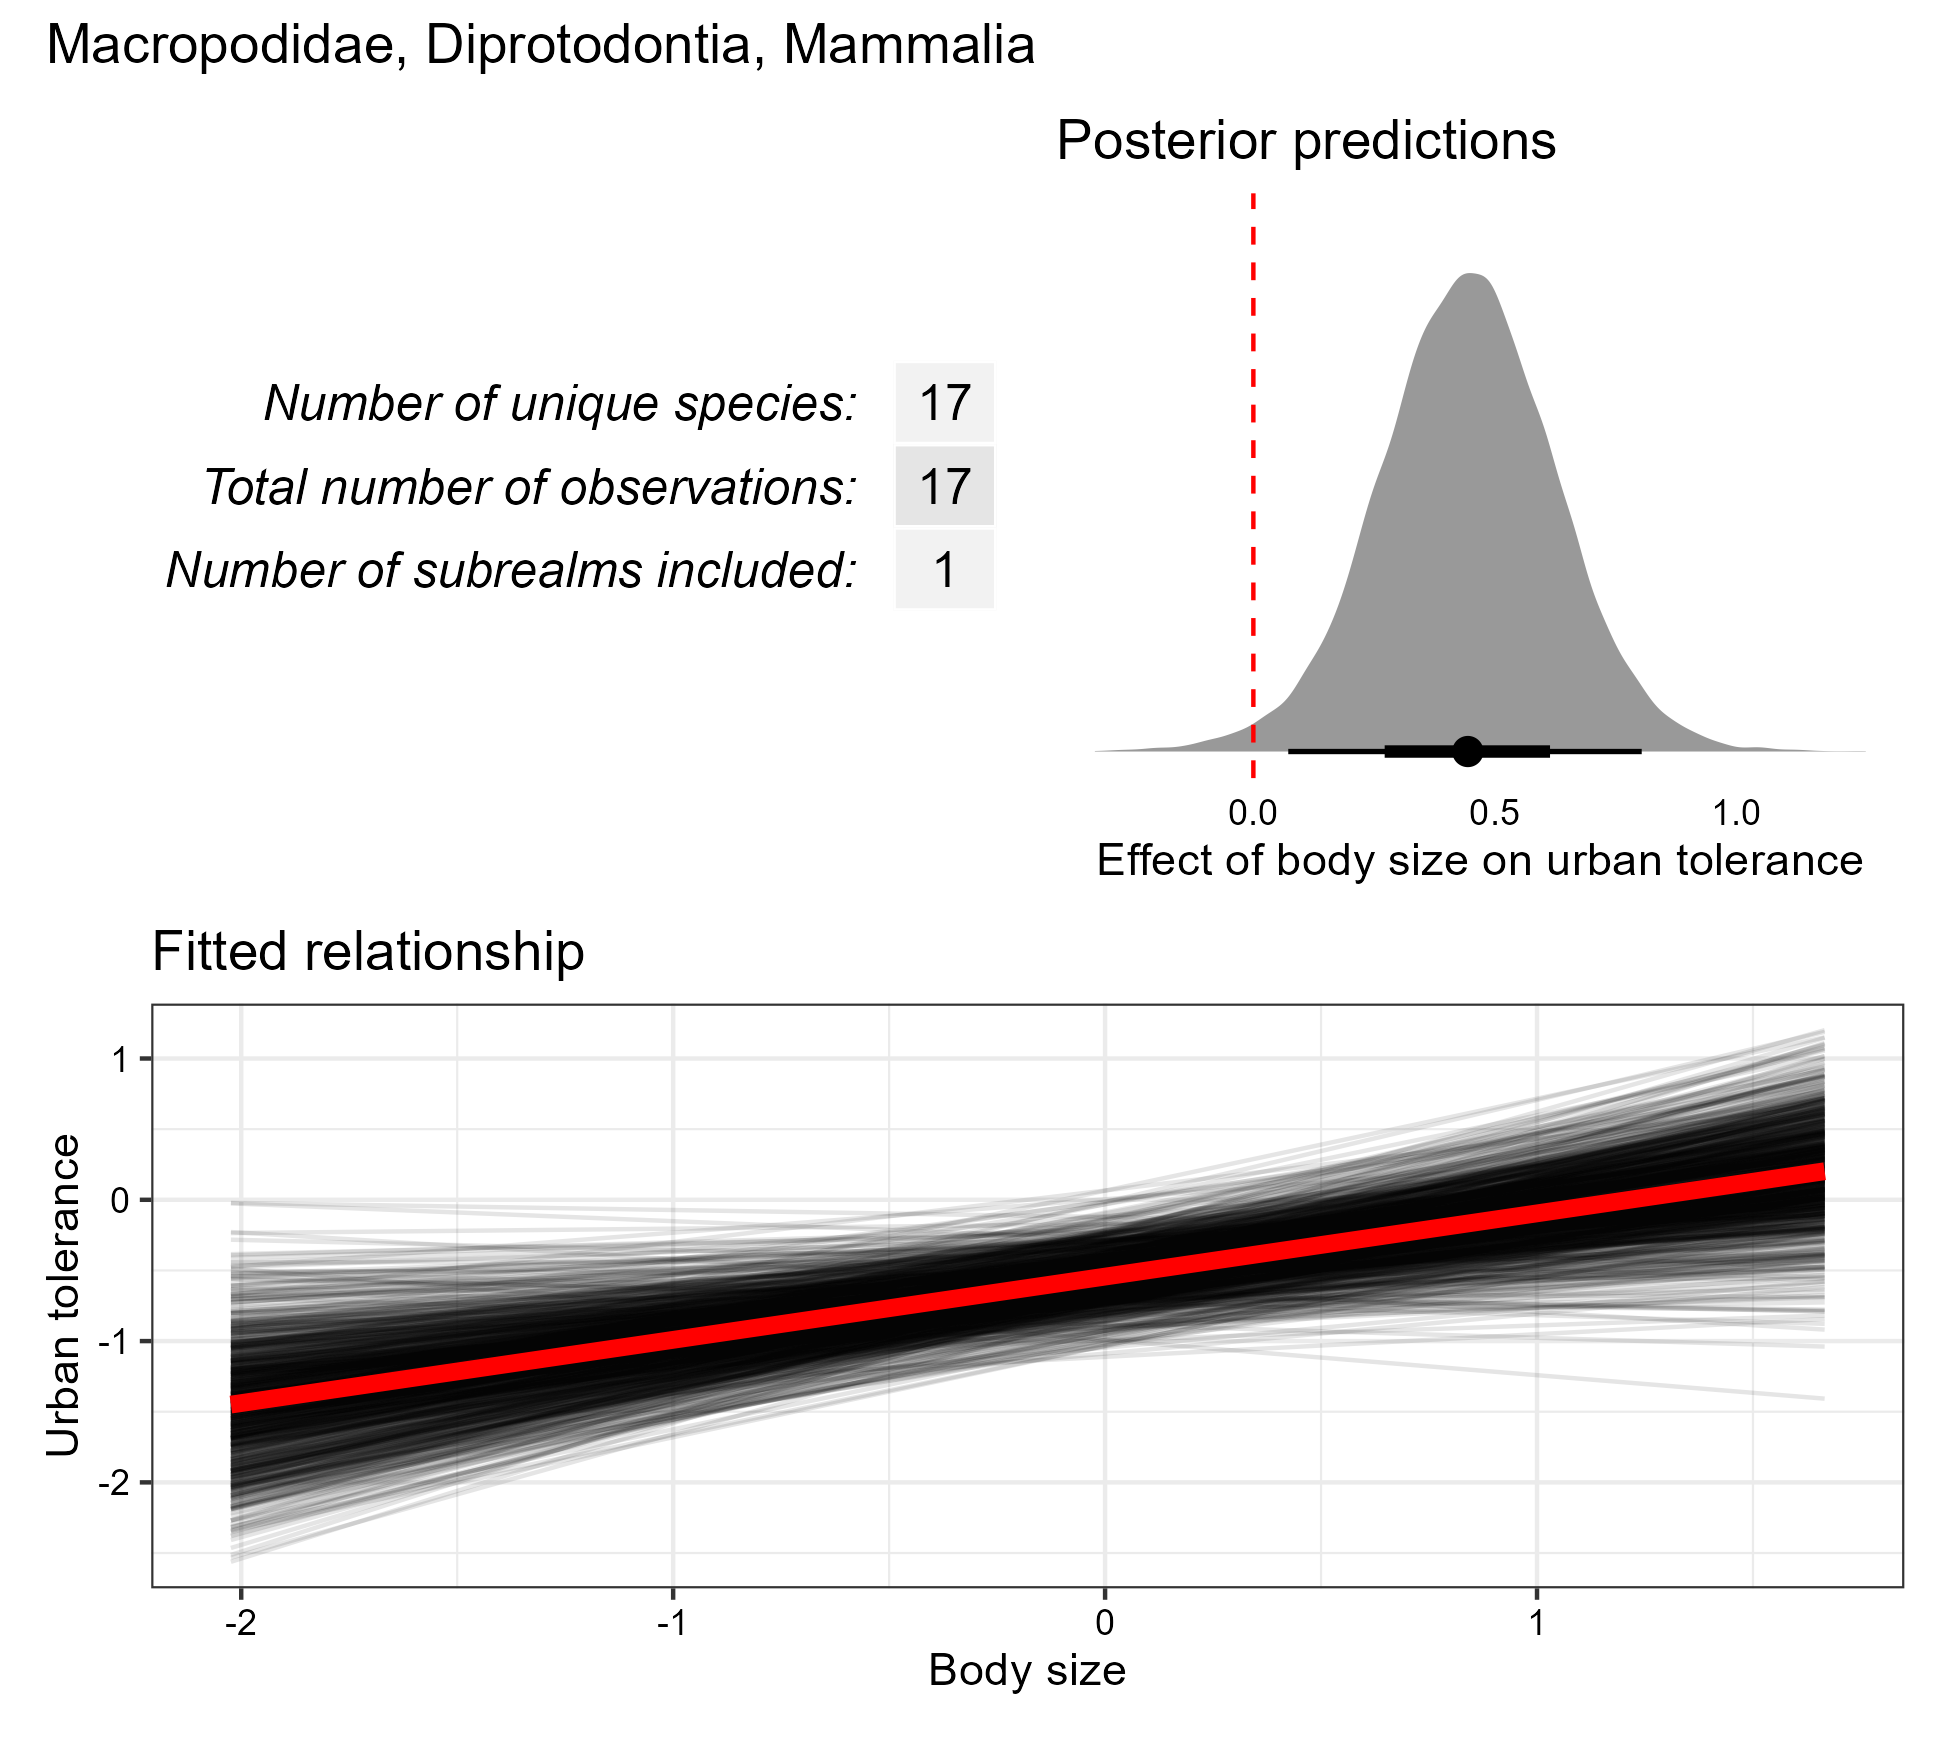 Macropodidae, Diprotodontia, Mammalia
Posterior predictions
Number of unique species: 17
Total number of observations: 17
Number of subrealms included: 1
0.0 0.5 1.0
Effect of body size on urban tolerance
Fitted relationship
Urban tolerance
1
0
-1
-2
-2 -1 0 1
Body size